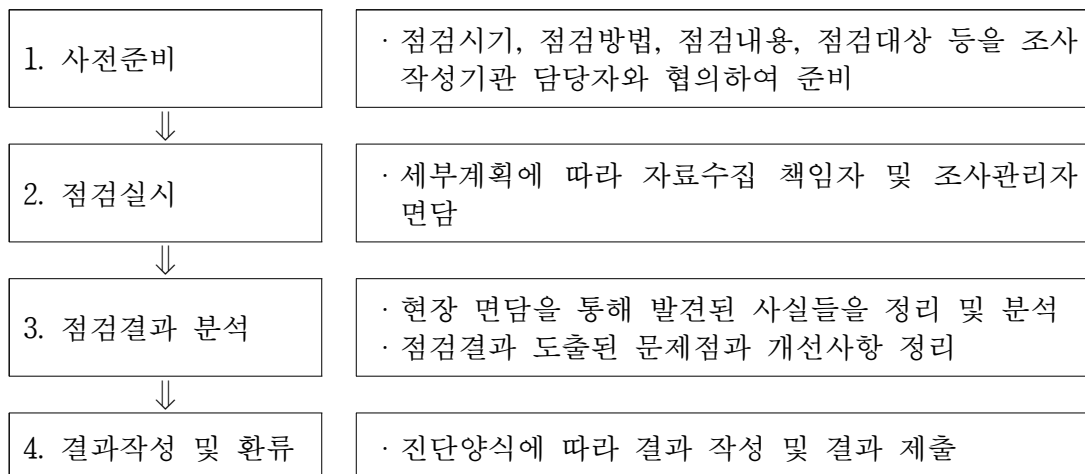 1. 사전준비
· 점검시기, 점검방법, 점검내용, 점검대상 등을 조사
작성기관 담당자와 협의하여 준비
⇓
2. 점검실시
· 세부계획에 따라 자료수집 책임자 및 조사관리자
면담
⇓
3. 점검결과 분석
· 현장 면담을 통해 발견된 사실들을 정리 및 분석
· 점검결과 도출된 문제점과 개선사항 정리
⇓
4. 결과작성 및 환류
· 진단양식에 따라 결과 작성 및 결과 제출